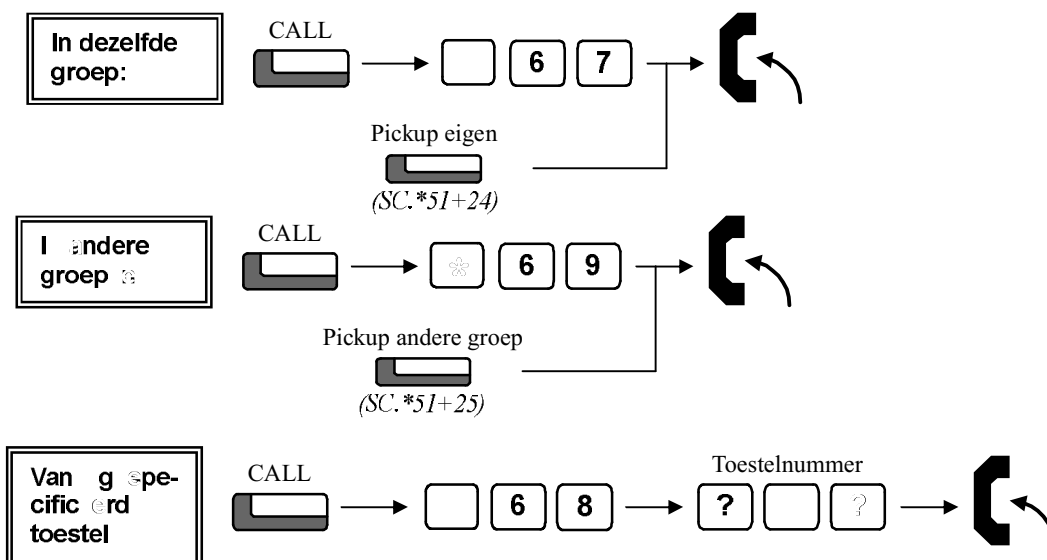 In dezelfde
groep:
CALL
6 7
Pickup eigen
(SC.*51+24)
I andere
groep
CALL
* 6 9
Pickup andere groep
(SC.*51+25)
Van
toestel
CALL
6 8
Toestelnummer
? ?